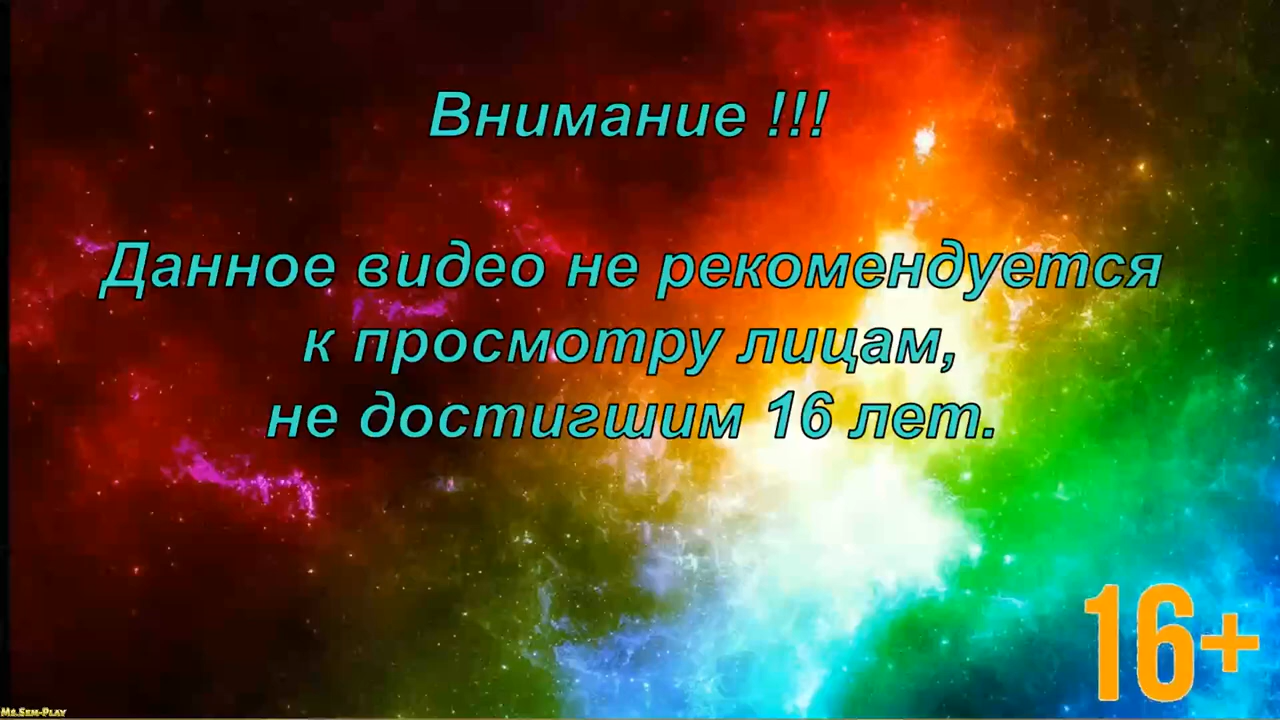 Внимание !!!
Данное видео не рекомендуется
к просмотру лицам,
не достигшим 16 лет.
16+
Ms.Sem-Play